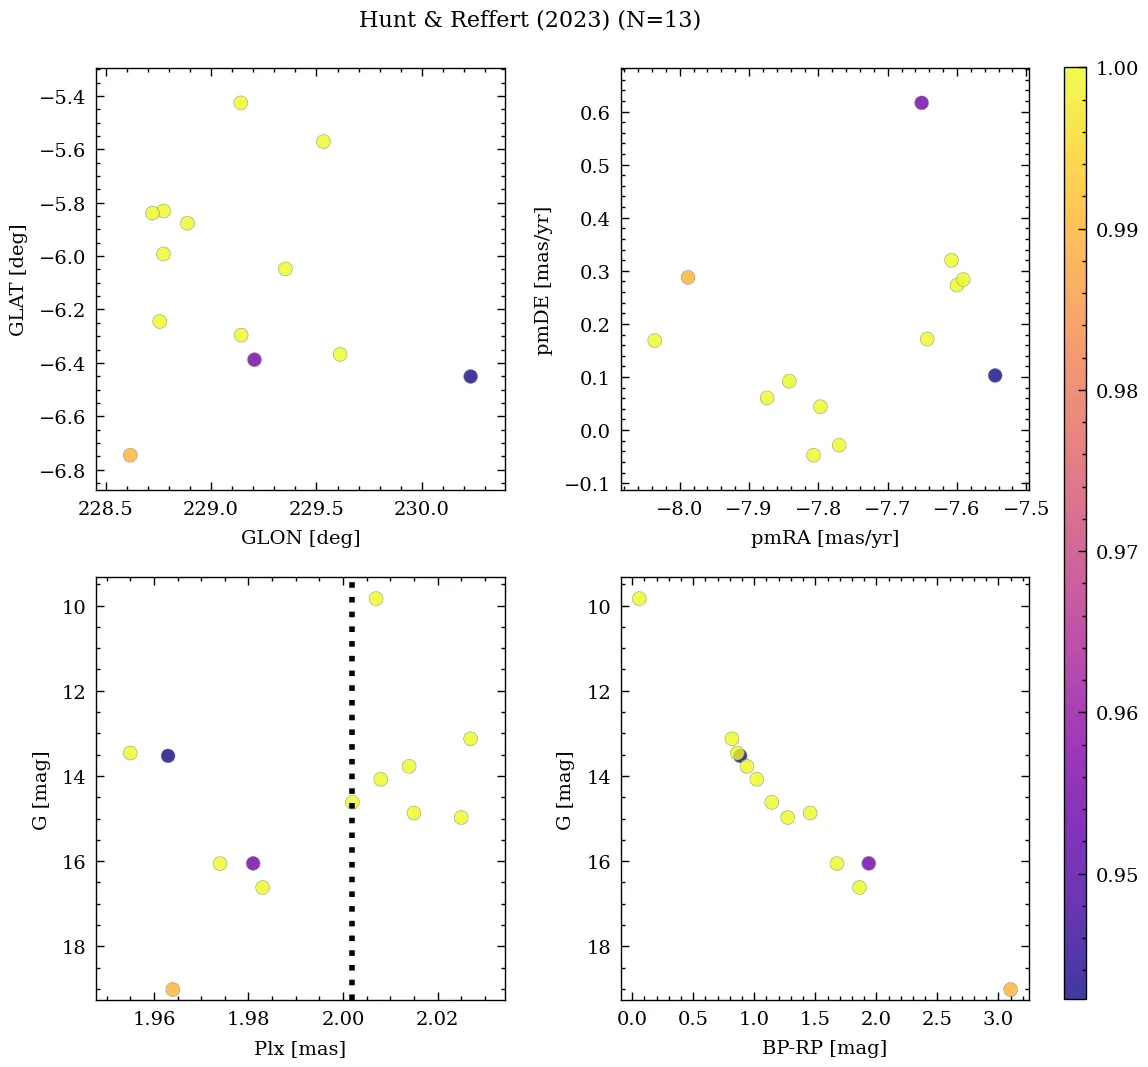 Hunt & Reffert (2023) (N=13)
−5.4
−5.6
−5.8
−6.0
−6.2
−6.4
−6.6
−6.8
GLAT [deg]
228.5 229.0 229.5 230.0
GLON [deg]
0.6
0.5
0.4
0.3
0.2
0.1
0.0
−0.1
pmDE [mas/yr]
−8.0 −7.9 −7.8 −7.7 −7.6 −7.5
pmRA [mas/yr]
10
12
14
16
18
G [mag]
1.96 1.98 2.00 2.02
Plx [mas]
10
12
14
16
18
G [mag]
0.0 0.5 1.0 1.5 2.0 2.5 3.0
BP-RP [mag]
1.00
0.99
0.98
0.97
0.96
0.95